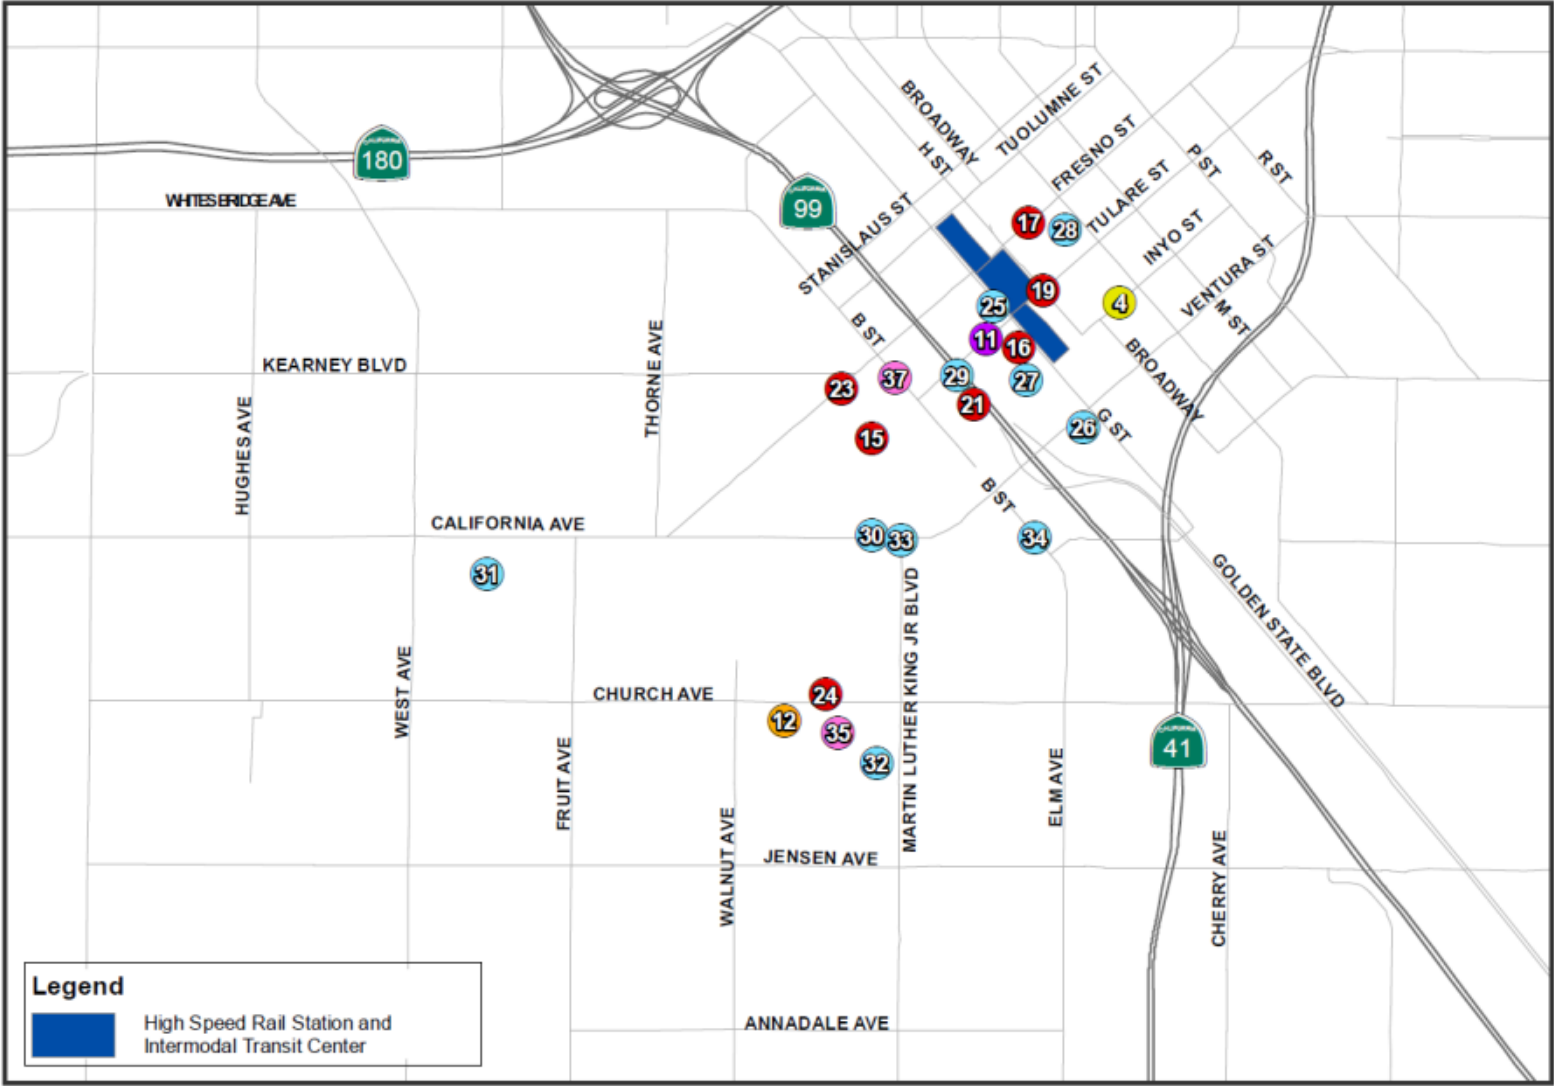 BROADWAY
TUOLUMNE ST
H ST
FRESNO ST
P ST
R ST
CALIFORNIA
180
TULARE ST
WHITESBRIDGE AVE
CALIFORNIA
99
STANISLAUS ST
17
28
INYO ST
VENTURA ST
19
4
25
M ST
B ST
11
16
BROADWAY
KEARNEY BLVD
THORNE AVE
23
37
29
27
21
HUGHES AVE
15
26
G ST
B ST
CALIFORNIA AVE
30
33
34
31
GOLDEN STATE BLVD
MARTIN LUTHER KING JR BLVD
WEST AVE
CHURCH AVE
24
12
35
CALIFORNIA
41
32
FRUIT AVE
ELM AVE
WALNUT AVE
JENSEN AVE
CHERRY AVE
Legend
High Speed Rail Station and
Intermodal Transit Center
ANNADALE AVE